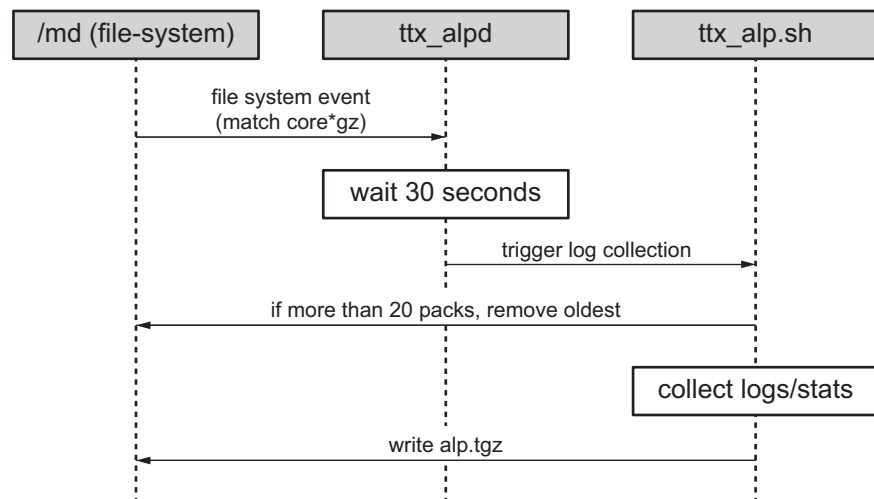 /md (file-system)
ttx_alpd
ttx_alp.sh
file system event
(match core*gz)
wait 30 seconds
trigger log collection
if more than 20 packs, remove oldest
collect logs/stats
write alp.tgz